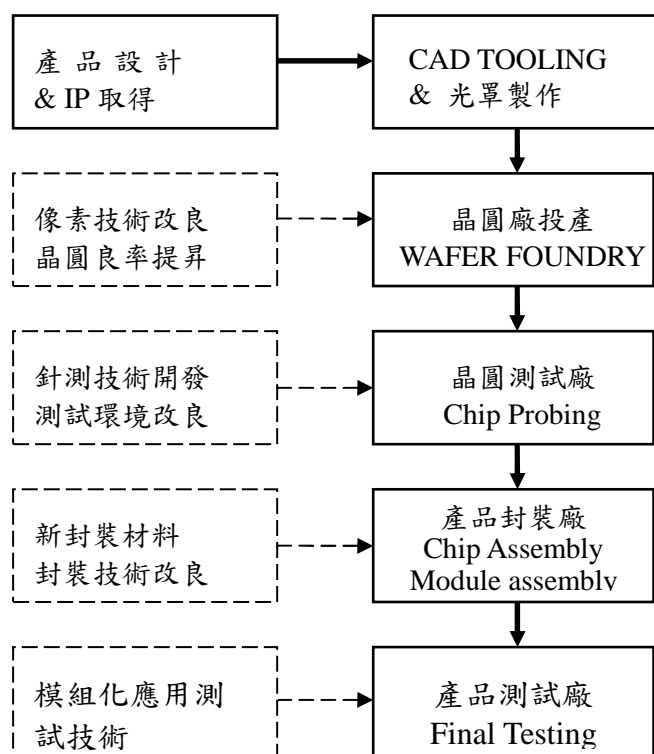 產品設計
& IP 取得
CAD TOOLING
& 光罩製作
像素技術改良
晶圓良率提昇
晶圓廠投產
WAFER FOUNDRY
針測技術開發
測試環境改良
晶圓測試廠
Chip Probing
新封裝材料
封裝技術改良
產品封裝廠
Chip Assembly
Module assembly
模組化應用測
試技術
產品測試廠
Final Testing